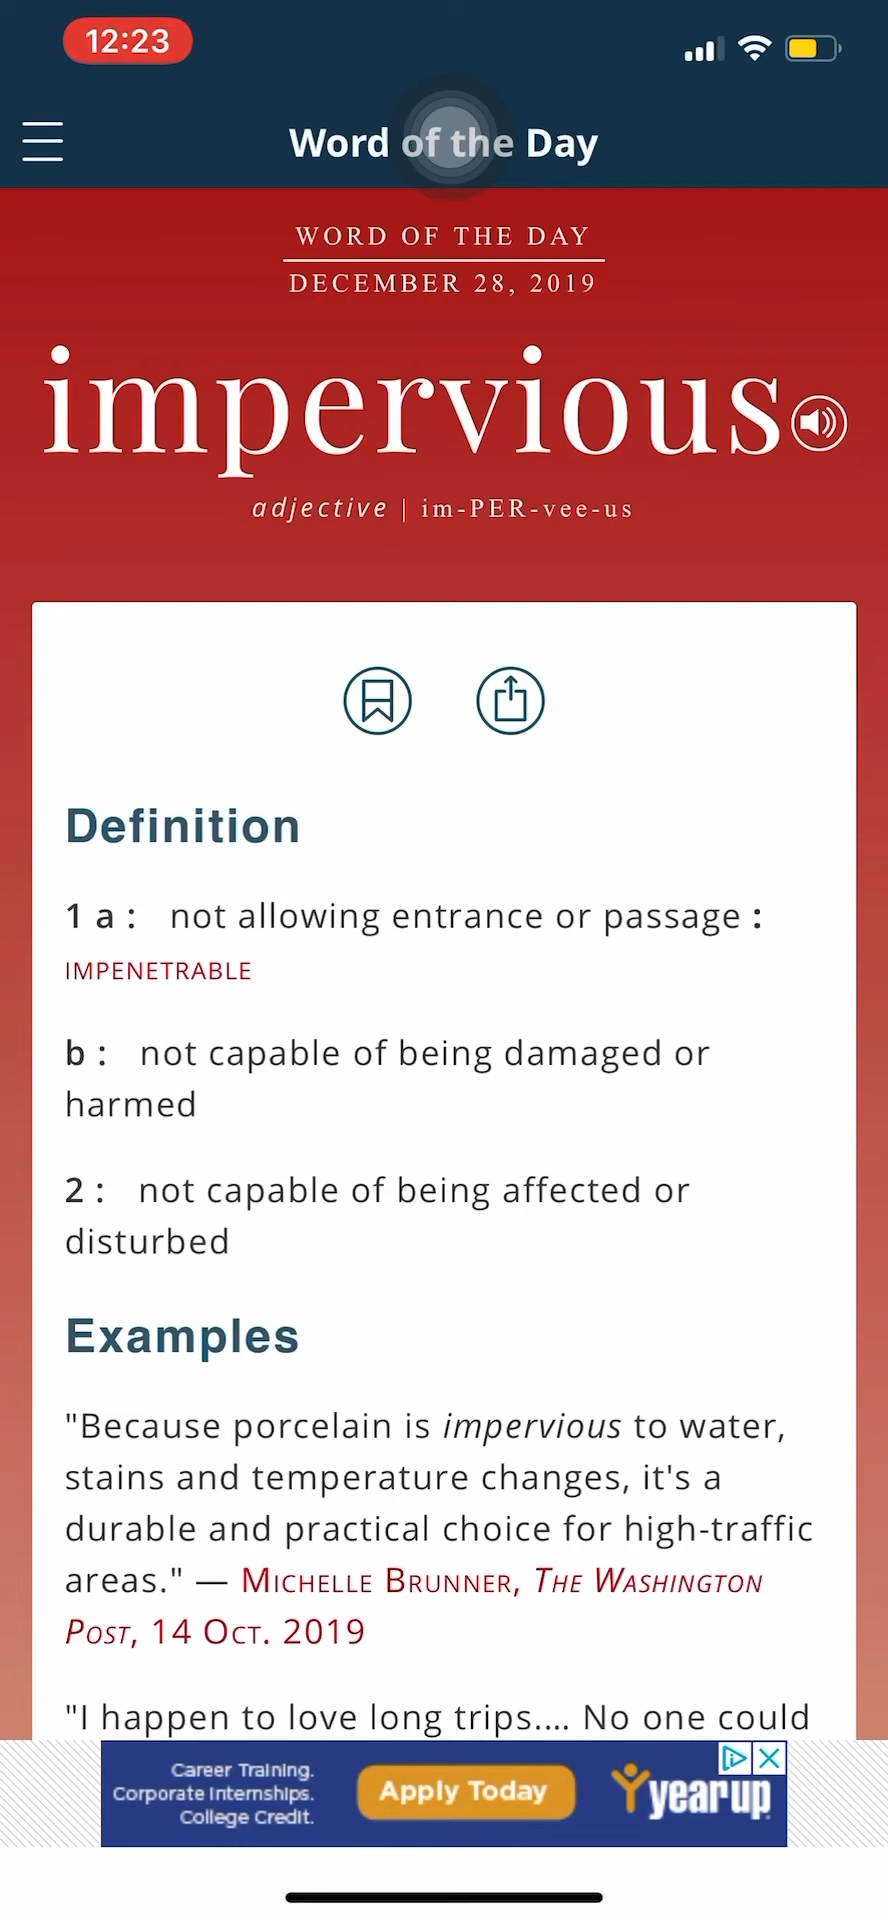 12:23
Word of the Day
WORD OF THE DAY
DECEMBER 28, 2019
impervious
adjective | im-PER-vee-us
Definition
1 a : not allowing entrance or passage :
IMPENETRABLE
b : not capable of being damaged or
harmed
2 : not capable of being affected or
disturbed
Examples
"Because porcelain is impervious to water,
stains and temperature changes, it's a
durable and practical choice for high-traffic
areas." — MICHELLE BRUNNER, THE WASHINGTON
POST, 14 OCT. 2019
"I happen to love long trips.... No one could
Career Training.
Corporate Internships.
College Credit.
Apply Today
year up